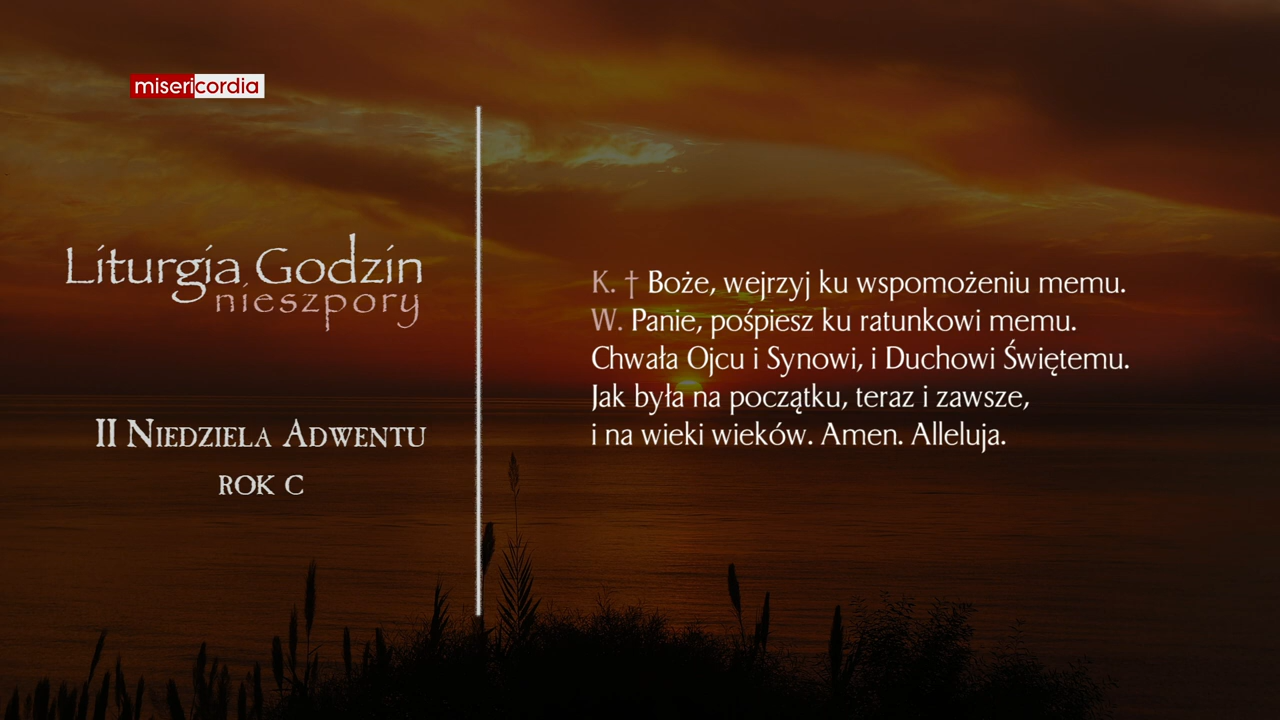 misericordia
Liturgia Godzin
nieszpory
II Niedziela Adwentu
rok c
K. † Boże, wejrzyj ku wspomożeniu memu.
W. Panie, pośpiesz ku ratunkowi memu.
Chwała Ojcu i Synowi, i Duchowi Świętemu.
Jak była na początku, teraz i zawsze,
i na wieki wieków. Amen. Alleluja.